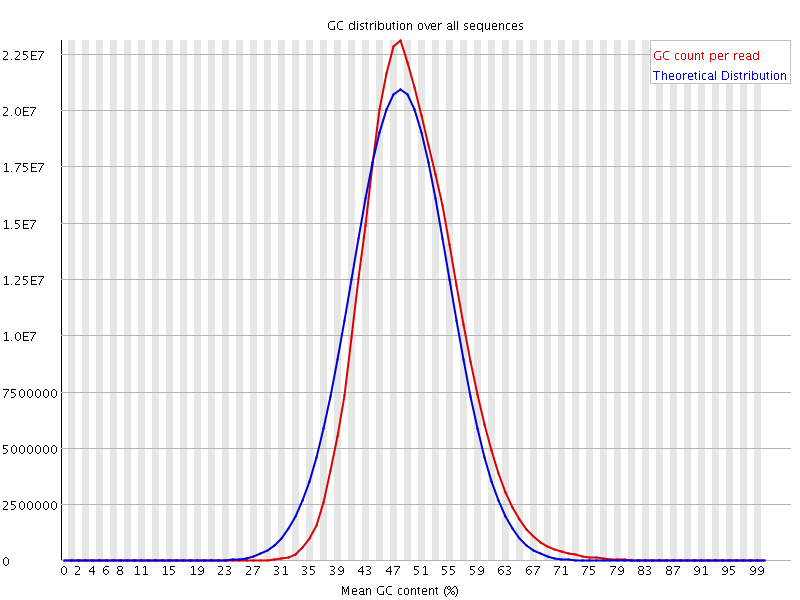 GC distribution over all sequences
GC count per read
Theoretical Distribution
2.25E7
2.0E7
1.75E7
1.5E7
1.25E7
1.0E7
7500000
5000000
2500000
0
0 2 4 6 8 11 15 19 23 27 31 35 39 43 47 51 55 59 63 67 71 75 79 83 87 91 95 99
Mean GC content (%)